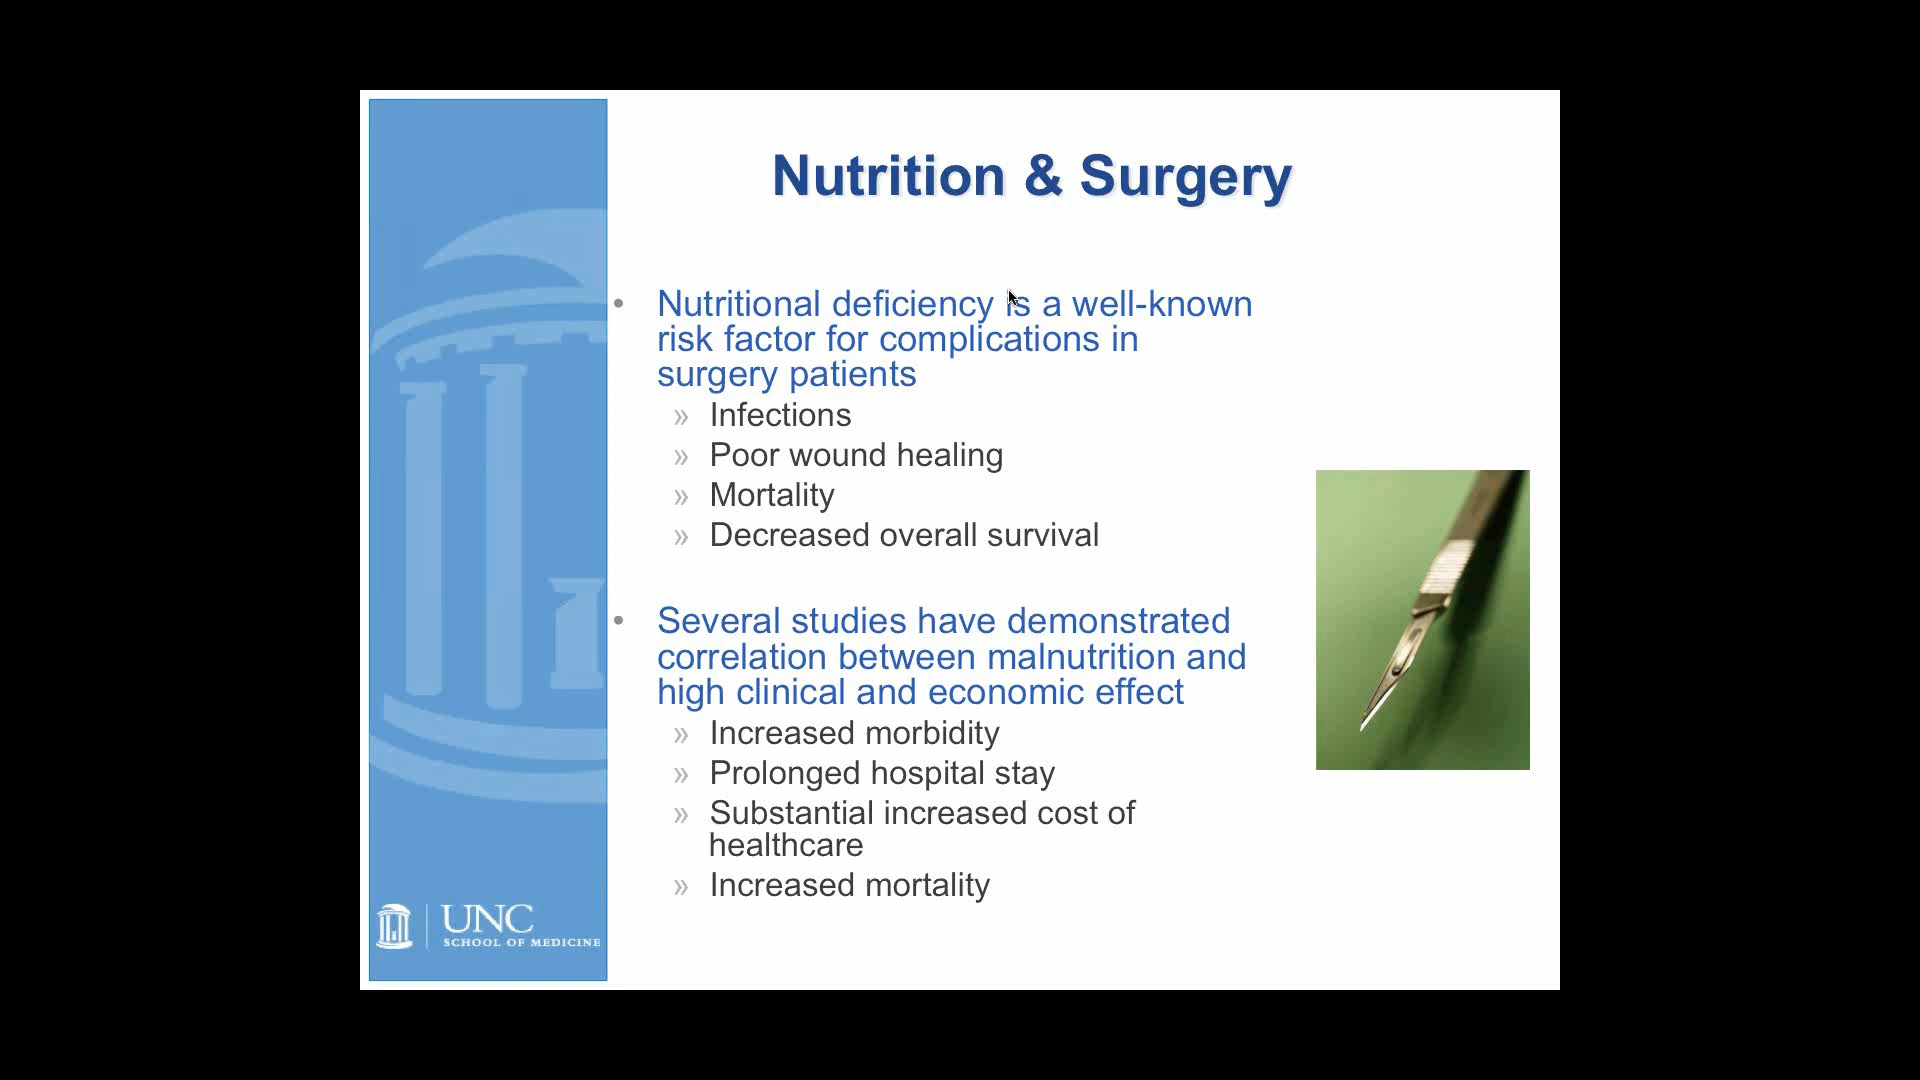 Nutrition & Surgery
• Nutritional deficiency is a well-known
risk factor for complications in
surgery patients
» Infections
» Poor wound healing
» Mortality
» Decreased overall survival
• Several studies have demonstrated
correlation between malnutrition and
high clinical and economic effect
» Increased morbidity
» Prolonged hospital stay
» Substantial increased cost of
healthcare
» Increased mortality
UNC
SCHOOL OF MEDICINE